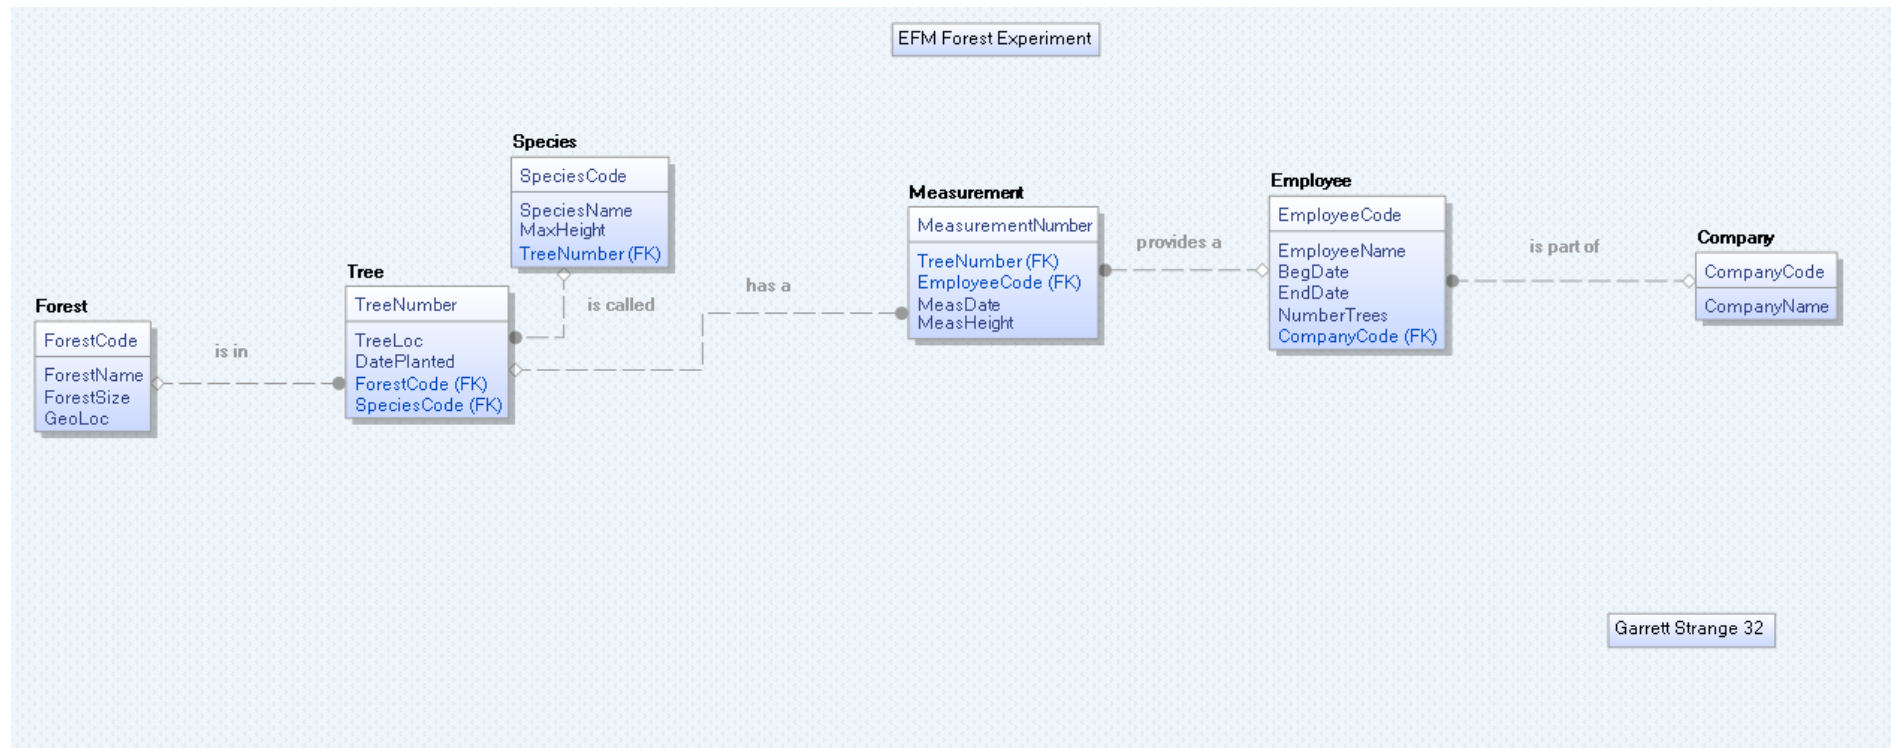 EFM Forest Experiment
Species
SpeciesCode
SpeciesName
MaxHeight
TreeNumber (FK)
Measurement
MeasurementNumber
TreeNumber (FK)
EmployeeCode (FK)
MeasDate
MeasHeight
Employee
EmployeeCode
EmployeeName
BegDate
EndDate
NumberTrees
CompanyCode (FK)
Company
CompanyCode
CompanyName
Tree
TreeNumber
TreeLoc
DatePlanted
ForestCode (FK)
SpeciesCode (FK)
Forest
ForestCode
ForestName
ForestSize
GeoLoc
is in
is called
has a
provides a
is part of
Garrett Strange 32